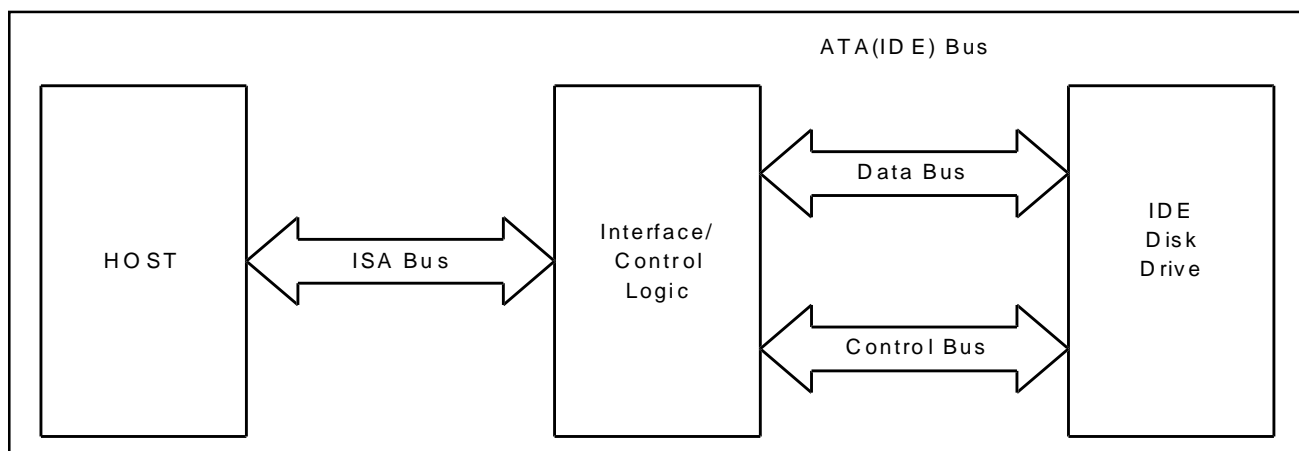 ATA(IDE) Bus
HOST
ISA Bus
Interface/
Control
Logic
Data Bus
Control Bus
IDE
Disk
Drive